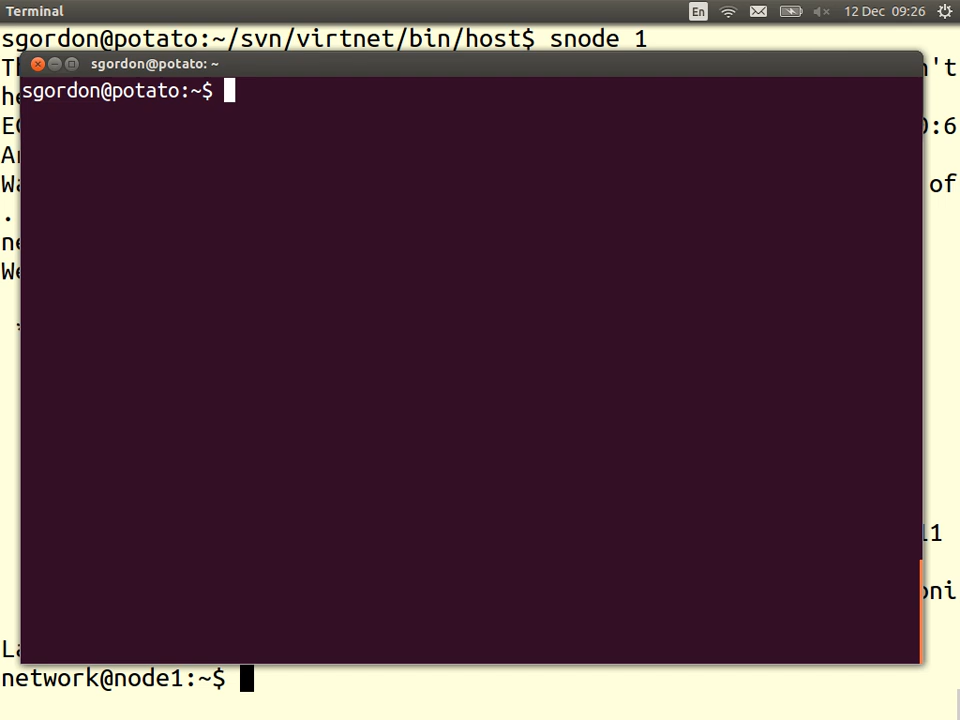 Terminal
En
12 Dec 09:26
sgordon@potato:~/svn/virtnet/bin/host$ snode 1
sgordon@potato: ~
sgordon@potato:~$
of
.
network@node1:~$